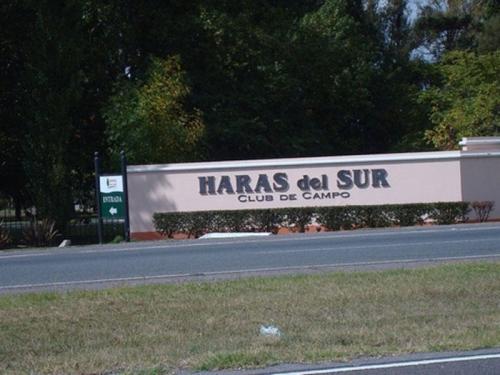 HARAS del SUR
CLUB DE CAMPO
ENTRADA